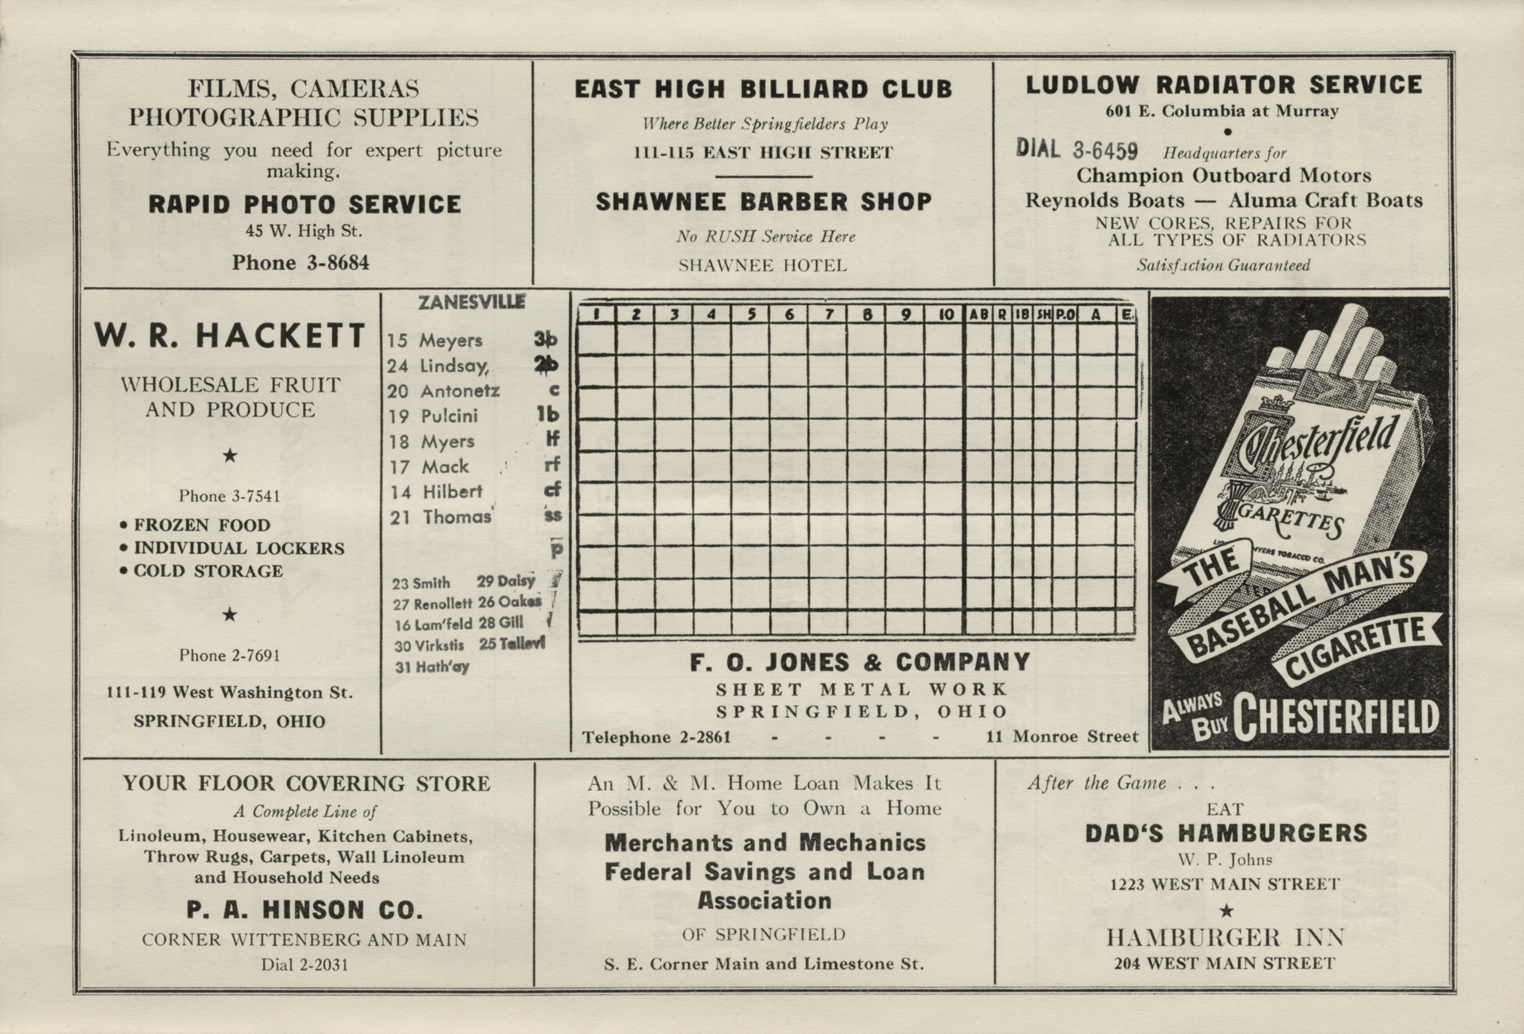 FILMS, CAMERAS
PHOTOGRAPHIC SUPPLIES
Everything you need for expert picture
making.
RAPID PHOTO SERVICE
45 W. High St.
Phone 3-8684
EAST HIGH BILLIARD CLUB
Where Better Springfielders Play
111-115 EAST HIGH STREET
SHAWNEE BARBER SHOP
No RUSH Service Here
SHAWNEE HOTEL
LUDLOW RADIATOR SERVICE
601 E. Columbia at Murray
DIAL 3-6459 Headquarters for
Champion Outboard Motors
Reynolds Boats — Aluma Craft Boats
NEW CORES, REPAIRS FOR
ALL TYPES OF RADIATORS
Satisfaction Guaranteed
W. R. HACKETT
WHOLESALE FRUIT
AND PRODUCE
★
Phone 3-7541
• FROZEN FOOD
• INDIVIDUAL LOCKERS
• COLD STORAGE
★
Phone 2-7691
111-119 West Washington St.
SPRINGFIELD, OHIO
ZANESVILLE
15 Meyers 3b
24 Lindsay, 2b
20 Antonetz c
19 Pulcini 1b
18 Myers lf
17 Mack rf
14 Hilbert cf
21 Thomas ss
p
23 Smith 29 Daisy
27 Renollett 26 Oakes
16 Lam'feld 28 Gill
30 Virkstis 25 Tallevi
31 Hath'ay
1 2 3 4 5 6 7 8 9 10 AB R 1B SH P.O A E.
F. O. JONES & COMPANY
SHEET METAL WORK
SPRINGFIELD, OHIO
Telephone 2-2861 - - - - 11 Monroe Street
Chesterfield
CIGARETTES
MYERS TOBACCO CO.
THE
BASEBALL MAN'S
CIGARETTE
ALWAYS
BUY CHESTERFIELD
YOUR FLOOR COVERING STORE
A Complete Line of
Linoleum, Housewear, Kitchen Cabinets,
Throw Rugs, Carpets, Wall Linoleum
and Household Needs
P. A. HINSON CO.
CORNER WITTENBERG AND MAIN
Dial 2-2031
An M. & M. Home Loan Makes It
Possible for You to Own a Home
Merchants and Mechanics
Federal Savings and Loan
Association
OF SPRINGFIELD
S. E. Corner Main and Limestone St.
After the Game . . .
EAT
DAD'S HAMBURGERS
W. P. Johns
1223 WEST MAIN STREET
★
HAMBURGER INN
204 WEST MAIN STREET